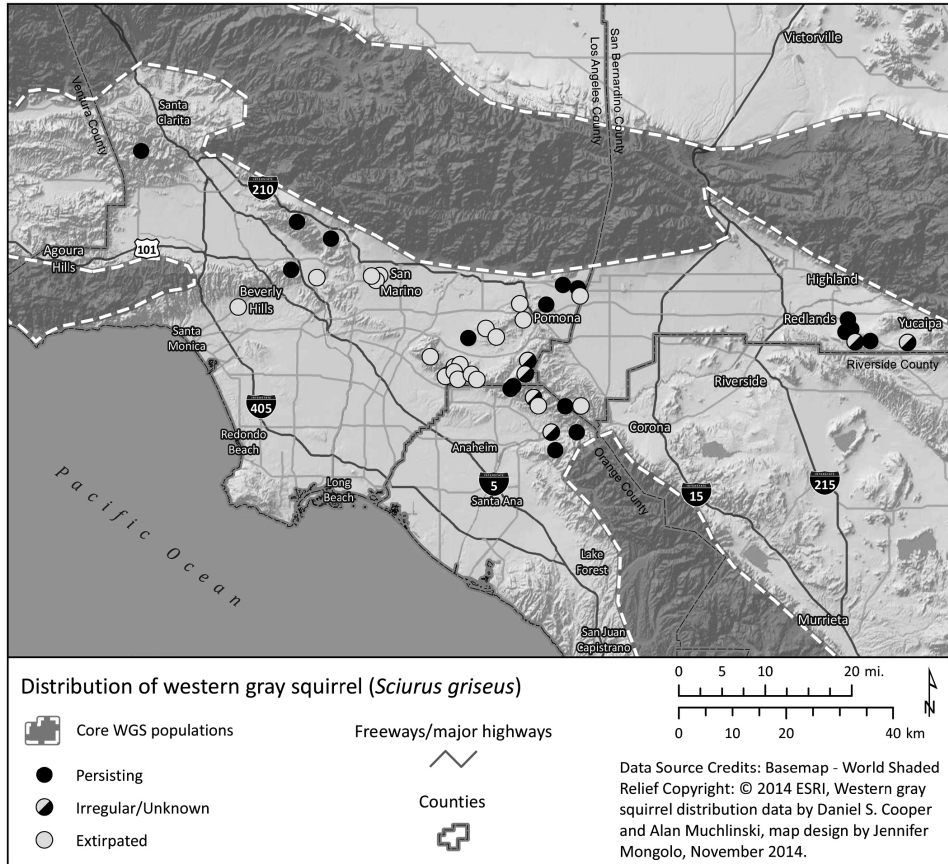 Victorville
San Bernardino County
Los Angeles County
Ventura County
Santa
Clarita
210
101
Agoura
Hills
San
Marino
Beverly
Hills
Pomona
Highland
Redlands
Yucaipa
Riverside County
Santa
Monica
Riverside
405
Redondo
Beach
Corona
Anaheim
Orange County
Long
Beach
5
Santa Ana
15
215
Pacific Ocean
Lake
Forest
Murrieta
San Juan
Capistrano
Distribution of western gray squirrel (Sciurus griseus)
Core WGS populations
Persisting
Irregular/Unknown
Extirpated
Freeways/major highways
Counties
0 5 10 20 mi.
0 10 20 40 km
N
Data Source Credits: Basemap - World Shaded
Relief Copyright: © 2014 ESRI, Western gray
squirrel distribution data by Daniel S. Cooper
and Alan Muchlinski, map design by Jennifer
Mongolo, November 2014.